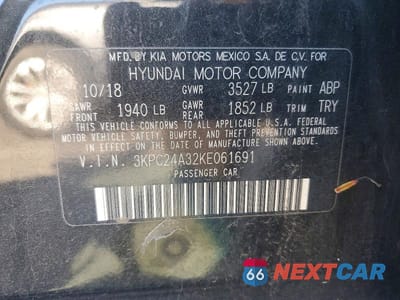 MFD. BY KIA MOTORS MEXICO S.A. DE C.V. FOR
HYUNDAI MOTOR COMPANY
10/18 GVWR 3527 LB PAINT ABP
GAWR FRONT 1940 LB GAWR REAR 1852 LB TRIM TRY
THIS VEHICLE CONFORMS TO ALL APPLICABLE U.S.A. FEDERAL
MOTOR VEHICLE SAFETY, BUMPER, AND THEFT PREVENTION
STANDARDS IN EFFECT ON THE DATE OF MANUFACTURE SHOWN ABOVE.
V.I.N. 3KPC24A32KE061691
PASSENGER CAR
66 NEXTCAR